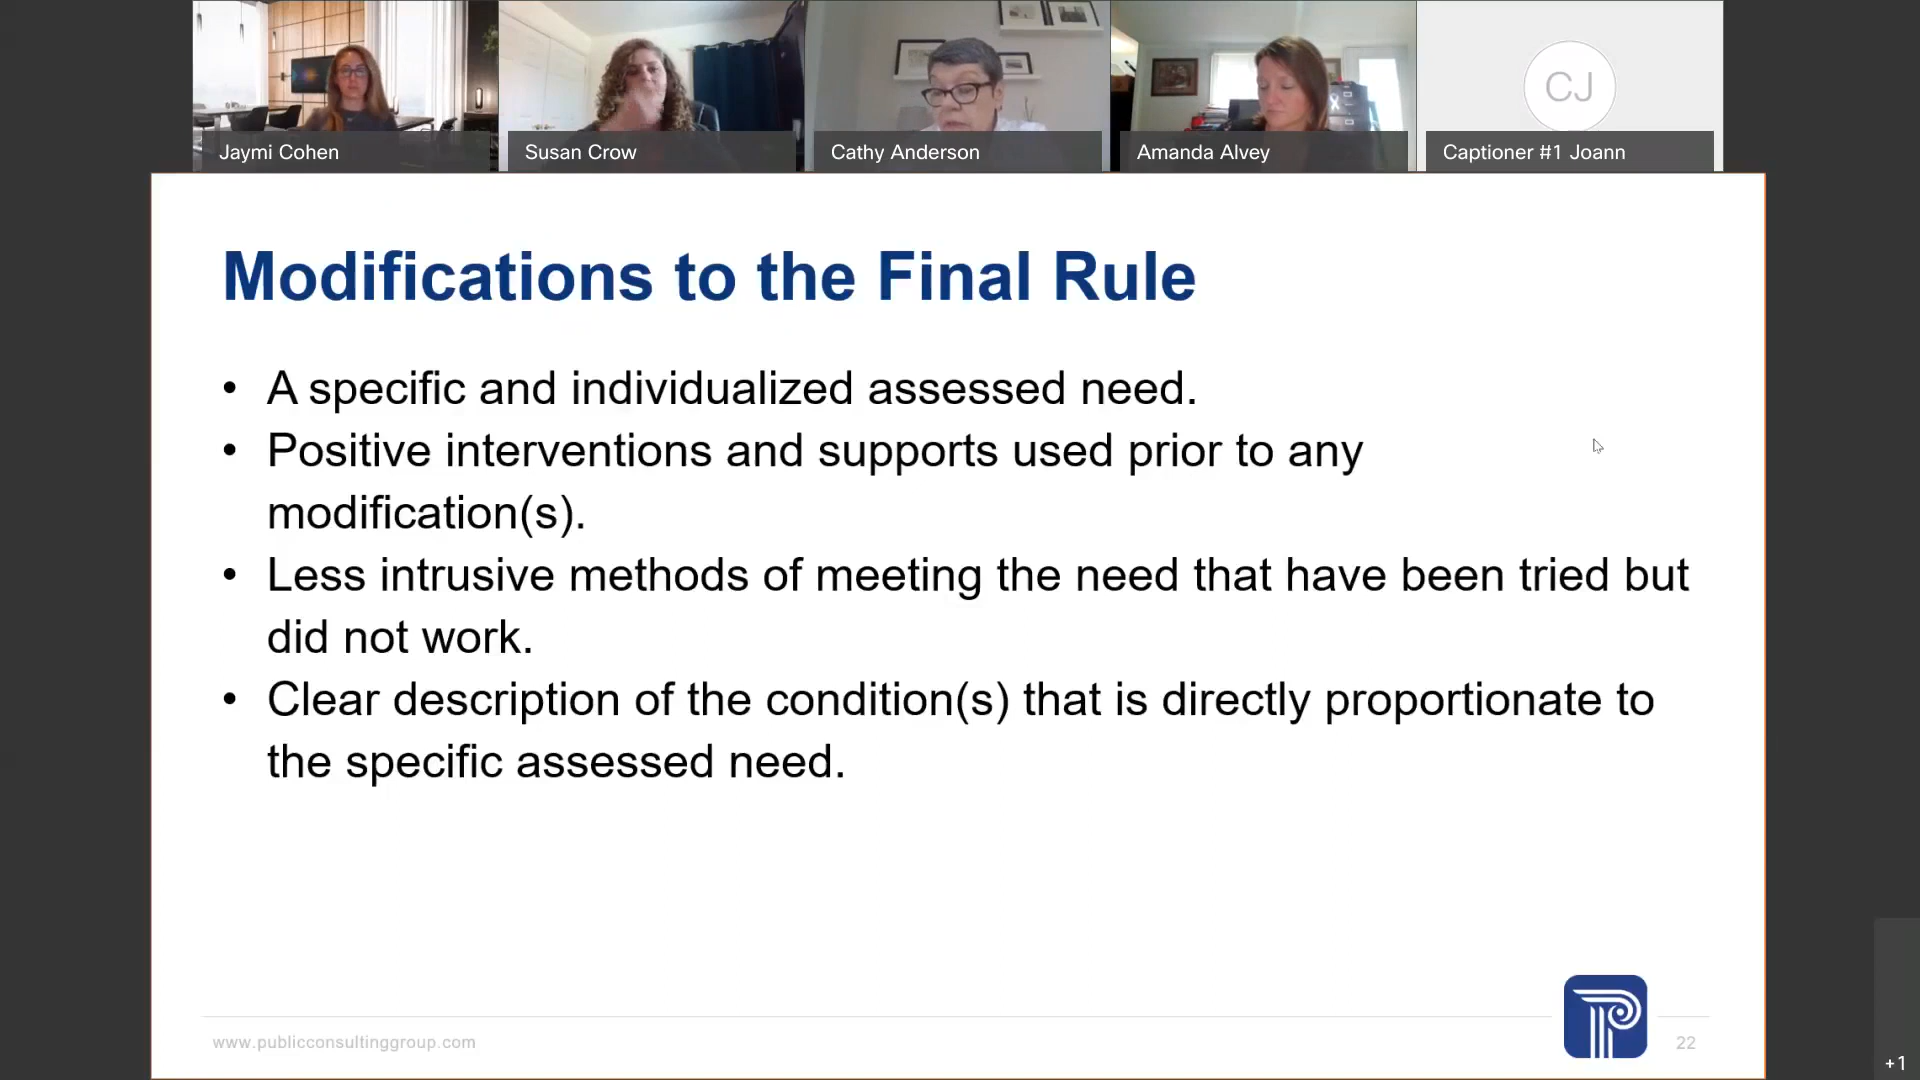 Jaymi Cohen
Susan Crow
Cathy Anderson
Amanda Alvey
CJ
Captioner #1 Joann
Modifications to the Final Rule
• A specific and individualized assessed need.
• Positive interventions and supports used prior to any
modification(s).
• Less intrusive methods of meeting the need that have been tried but
did not work.
• Clear description of the condition(s) that is directly proportionate to
the specific assessed need.
www.publicconsultinggroup.com
22
+1